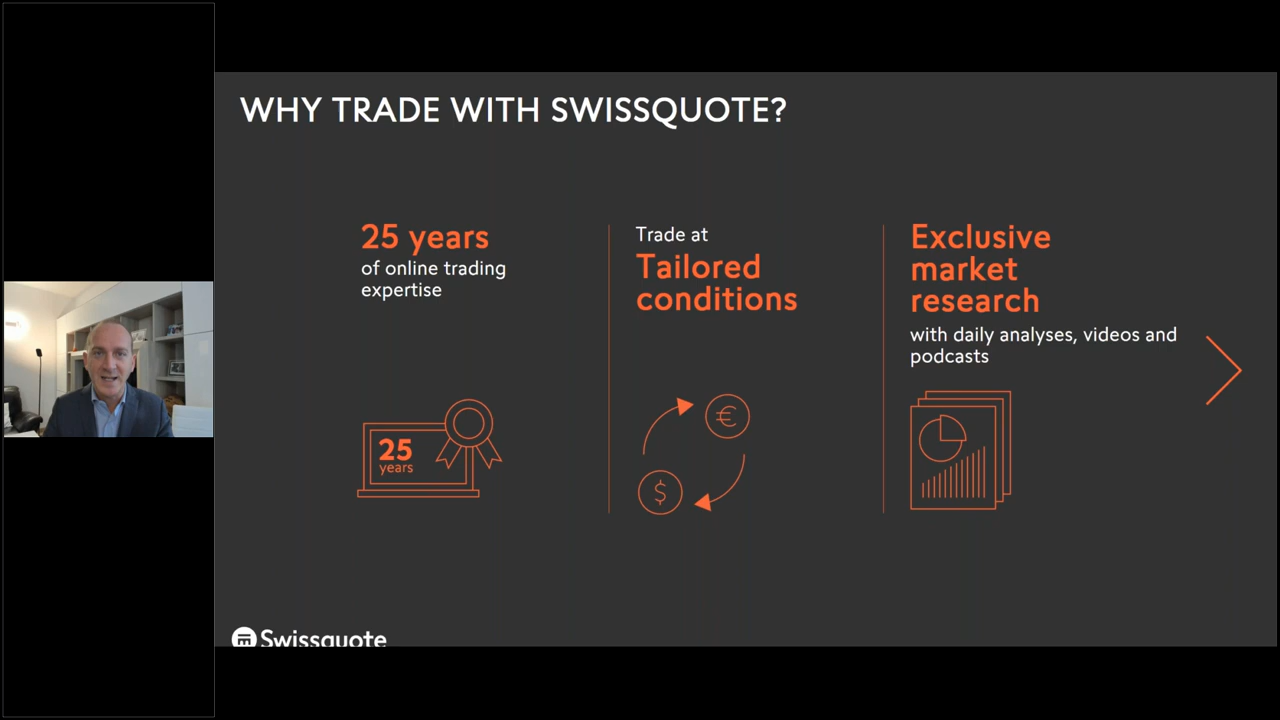 WHY TRADE WITH SWISSQUOTE?
25 years
of online trading
expertise
25
years
Trade at
Tailored
conditions
€
$
Exclusive
market
research
with daily analyses, videos and
podcasts
Swissquote